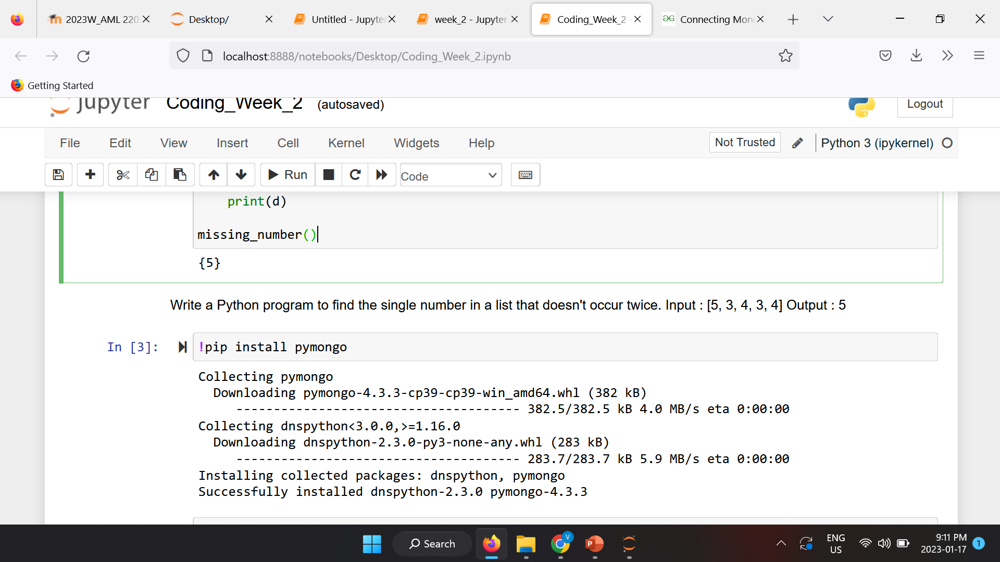 2023W_AML 220
Desktop/
Untitled - Jupyter
week_2 - Jupyter
Coding_Week_2 -
Connecting Mon
localhost:8888/notebooks/Desktop/Coding_Week_2.ipynb
Getting Started
Jupyter Coding_Week_2 (autosaved)
Logout
File Edit View Insert Cell Kernel Widgets Help
Not Trusted
Python 3 (ipykernel)
Run
Code
print(d)
missing_number()
{5}
Write a Python program to find the single number in a list that doesn't occur twice. Input : [5, 3, 4, 3, 4] Output : 5
In [3]: !pip install pymongo
Collecting pymongo
Downloading pymongo-4.3.3-cp39-cp39-win_amd64.whl (382 kB)
-------------------------------------- 382.5/382.5 kB 4.0 MB/s eta 0:00:00
Collecting dnspython<3.0.0,>=1.16.0
Downloading dnspython-2.3.0-py3-none-any.whl (283 kB)
-------------------------------------- 283.7/283.7 kB 5.9 MB/s eta 0:00:00
Installing collected packages: dnspython, pymongo
Successfully installed dnspython-2.3.0 pymongo-4.3.3
Search
V
P
ENG
US
9:11 PM
2023-01-17
1